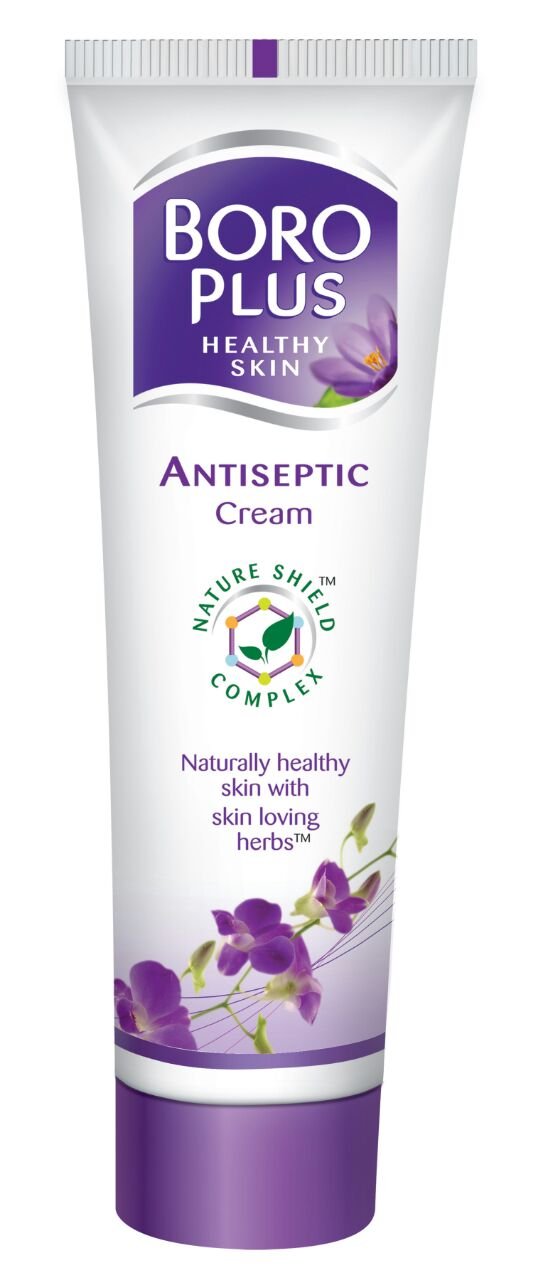 BORO
PLUS
HEALTHY
SKIN
ANTISEPTIC
Cream
NATURE SHIELD™
COMPLEX
Naturally healthy
skin with
skin loving
herbs™